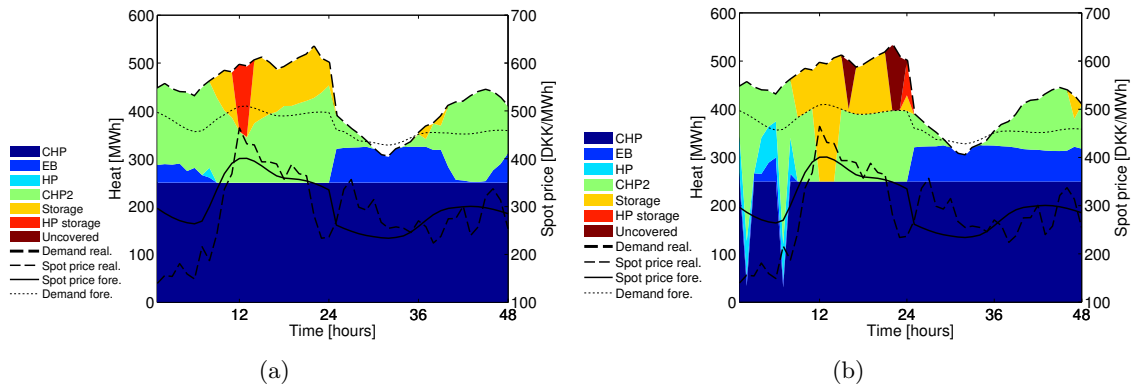 600
500
400
300
200
100
0
Heat [MWh]
700
600
500
400
300
200
100
Spot price [DKK/MWh]
12
24
36
48
Time [hours]
CHP
EB
HP
CHP2
Storage
HP storage
Uncovered
Demand real.
Spot price real.
Spot price fore.
Demand fore.
(a)
600
500
400
300
200
100
0
Heat [MWh]
700
600
500
400
300
200
100
Spot price [DKK/MWh]
12
24
36
48
Time [hours]
CHP
EB
HP
CHP2
Storage
HP storage
Uncovered
Demand real.
Spot price real.
Spot price fore.
Demand fore.
(b)